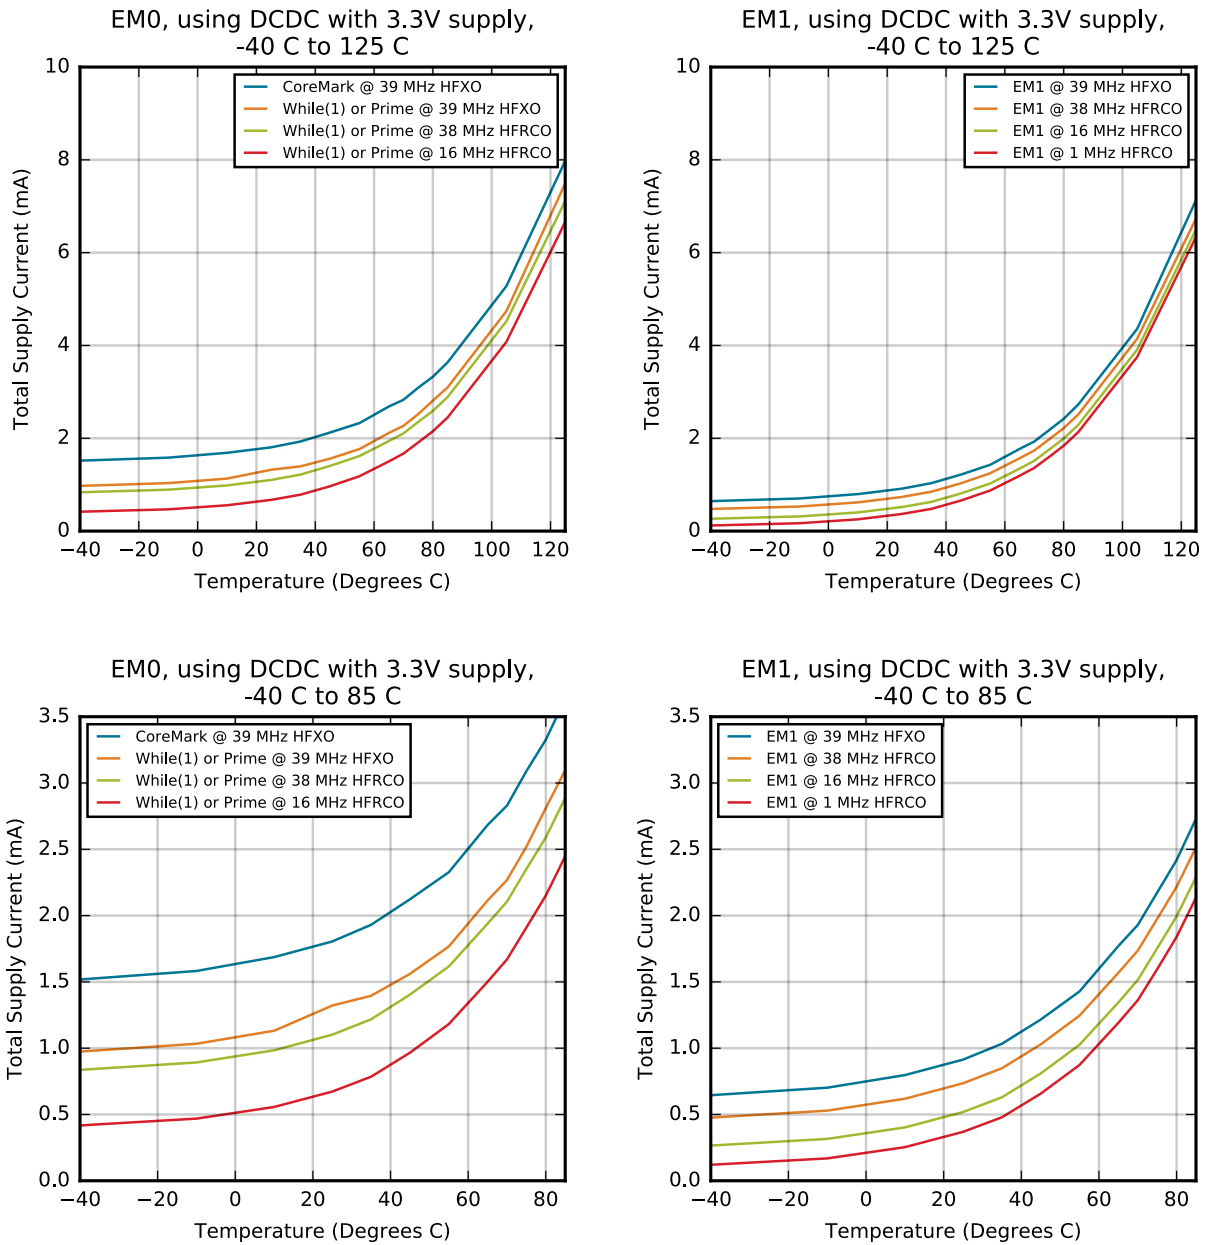 EM0, using DCDC with 3.3V supply,
-40 C to 125 C
10
8
6
4
2
0
Total Supply Current (mA)
CoreMark @ 39 MHz HFXO
While(1) or Prime @ 39 MHz HFXO
While(1) or Prime @ 38 MHz HFRCO
While(1) or Prime @ 16 MHz HFRCO
−40 −20 0 20 40 60 80 100 120
Temperature (Degrees C)
EM1, using DCDC with 3.3V supply,
-40 C to 125 C
10
8
6
4
2
0
Total Supply Current (mA)
EM1 @ 39 MHz HFXO
EM1 @ 38 MHz HFRCO
EM1 @ 16 MHz HFRCO
EM1 @ 1 MHz HFRCO
−40 −20 0 20 40 60 80 100 120
Temperature (Degrees C)
EM0, using DCDC with 3.3V supply,
-40 C to 85 C
3.5
3.0
2.5
2.0
1.5
1.0
0.5
0.0
Total Supply Current (mA)
CoreMark @ 39 MHz HFXO
While(1) or Prime @ 39 MHz HFXO
While(1) or Prime @ 38 MHz HFRCO
While(1) or Prime @ 16 MHz HFRCO
−40 −20 0 20 40 60 80
Temperature (Degrees C)
EM1, using DCDC with 3.3V supply,
-40 C to 85 C
3.5
3.0
2.5
2.0
1.5
1.0
0.5
0.0
Total Supply Current (mA)
EM1 @ 39 MHz HFXO
EM1 @ 38 MHz HFRCO
EM1 @ 16 MHz HFRCO
EM1 @ 1 MHz HFRCO
−40 −20 0 20 40 60 80
Temperature (Degrees C)